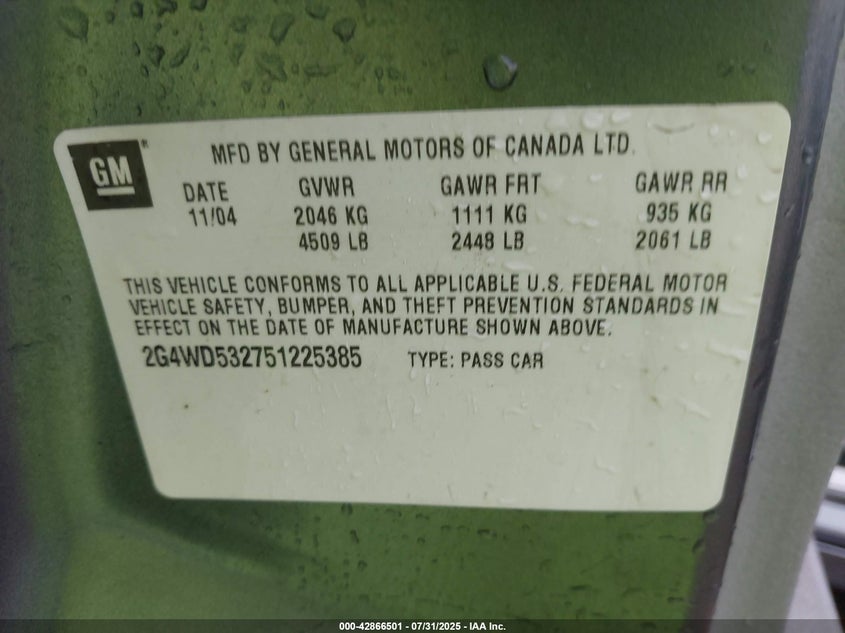 GM®
MFD BY GENERAL MOTORS OF CANADA LTD.
DATE GVWR GAWR FRT GAWR RR
11/04 2046 KG 1111 KG 935 KG
4509 LB 2448 LB 2061 LB
THIS VEHICLE CONFORMS TO ALL APPLICABLE U.S. FEDERAL MOTOR
VEHICLE SAFETY, BUMPER, AND THEFT PREVENTION STANDARDS IN
EFFECT ON THE DATE OF MANUFACTURE SHOWN ABOVE.
2G4WD532751225385 TYPE: PASS CAR
000-42866501 - 07/31/2025 - IAA Inc.